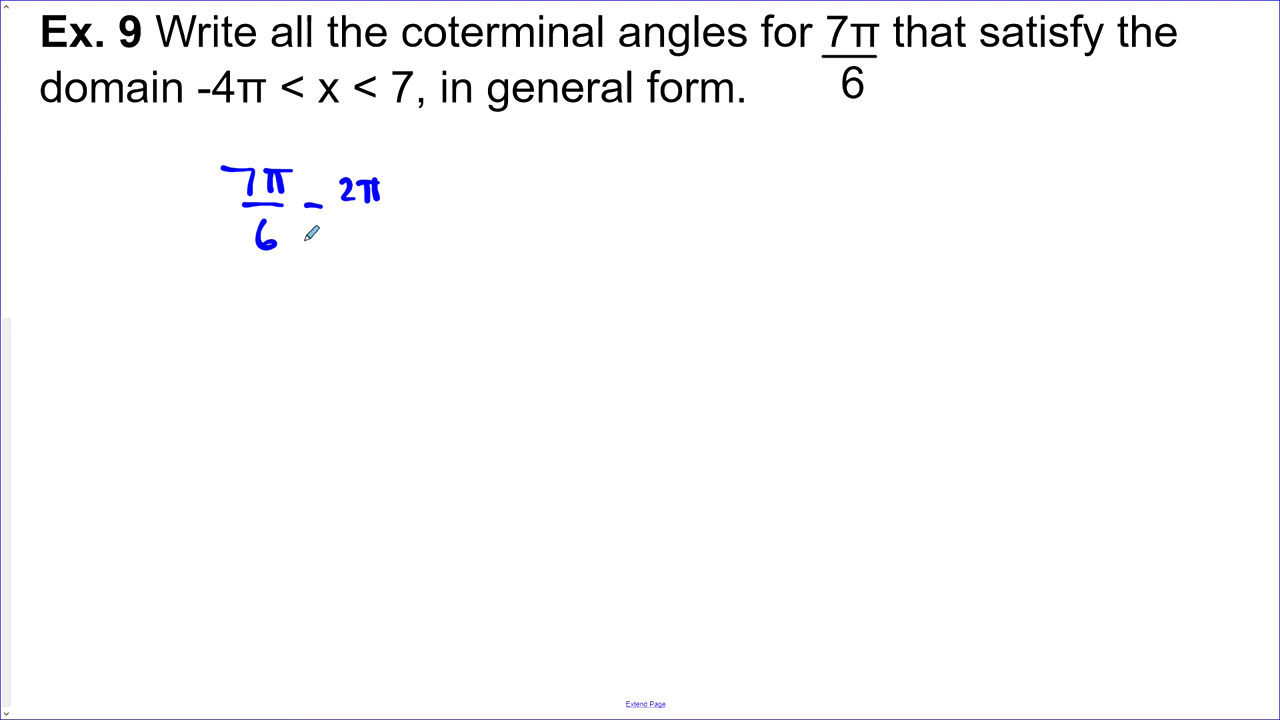 Ex. 9 Write all the coterminal angles for 7π/6 that satisfy the
domain -4π < x < 7, in general form.
7π/6 - 2π
Extend Page